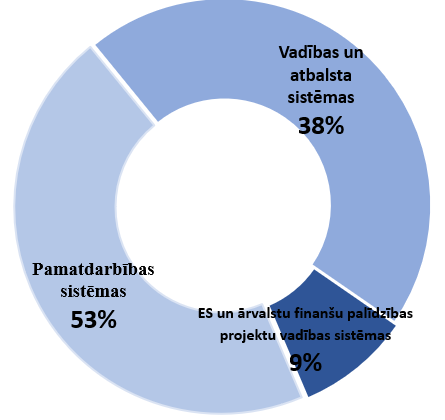 Vadības un
atbalsta
sistēmas
38%
Pamatdarbības
sistēmas
53%
ES un ārvalstu finanšu palīdzības
projektu vadības sistēmas
9%